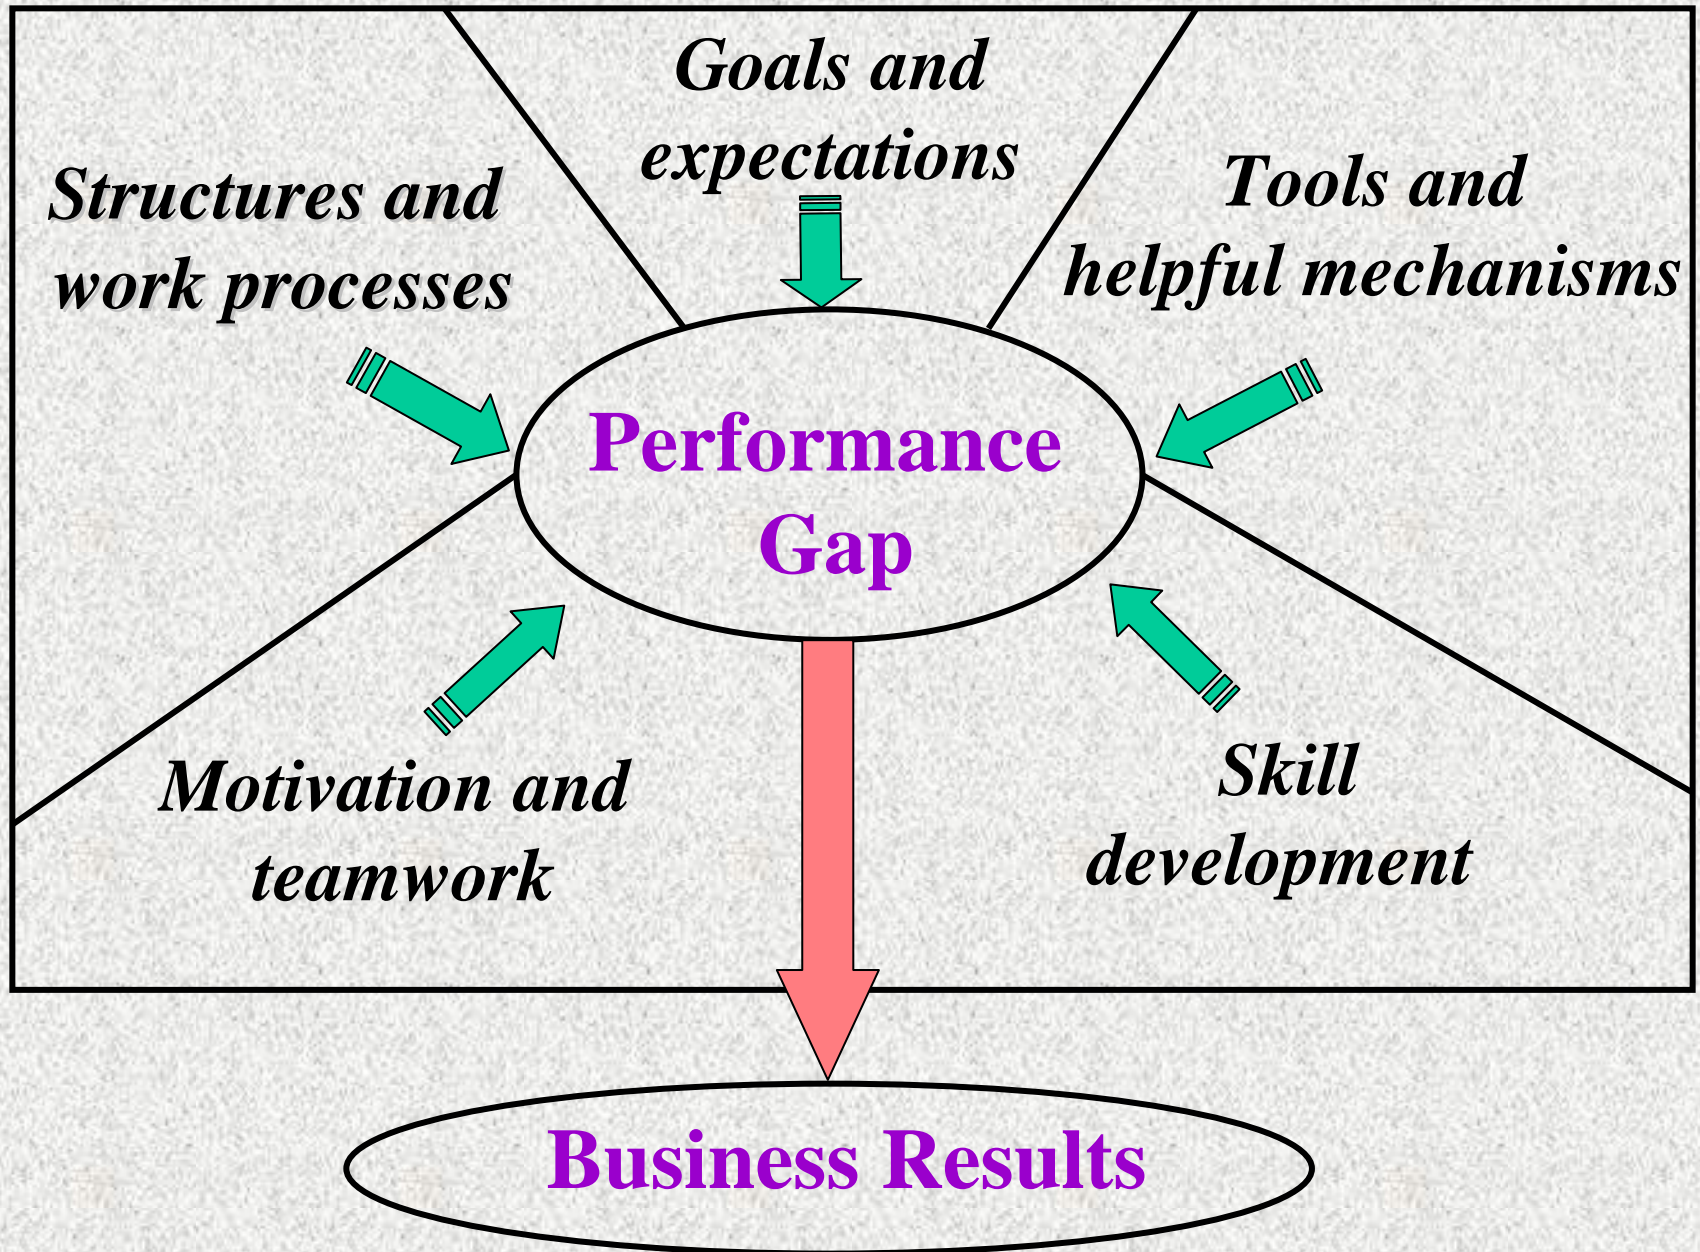 Goals and
expectations
Structures and
work processes
Tools and
helpful mechanisms
Performance
Gap
Motivation and
teamwork
Skill
development
Business Results